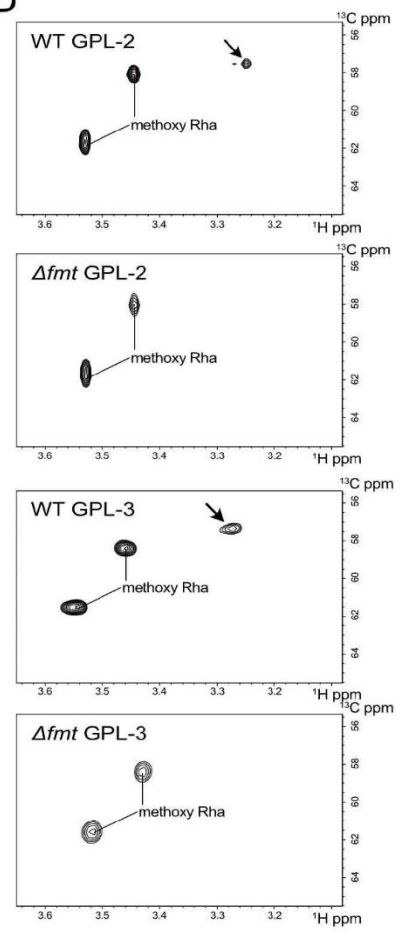 ¹³C ppm
WT GPL-2
methoxy Rha
56
58
60
62
64
3.6 3.5 3.4 3.3 3.2 ¹H ppm
¹³C ppm
Δfmt GPL-2
methoxy Rha
56
58
60
62
64
3.6 3.5 3.4 3.3 3.2 ¹H ppm
¹³C ppm
WT GPL-3
methoxy Rha
56
58
60
62
64
3.6 3.5 3.4 3.3 3.2 ¹H ppm
¹³C ppm
Δfmt GPL-3
methoxy Rha
56
58
60
62
64
3.6 3.5 3.4 3.3 3.2 ¹H ppm